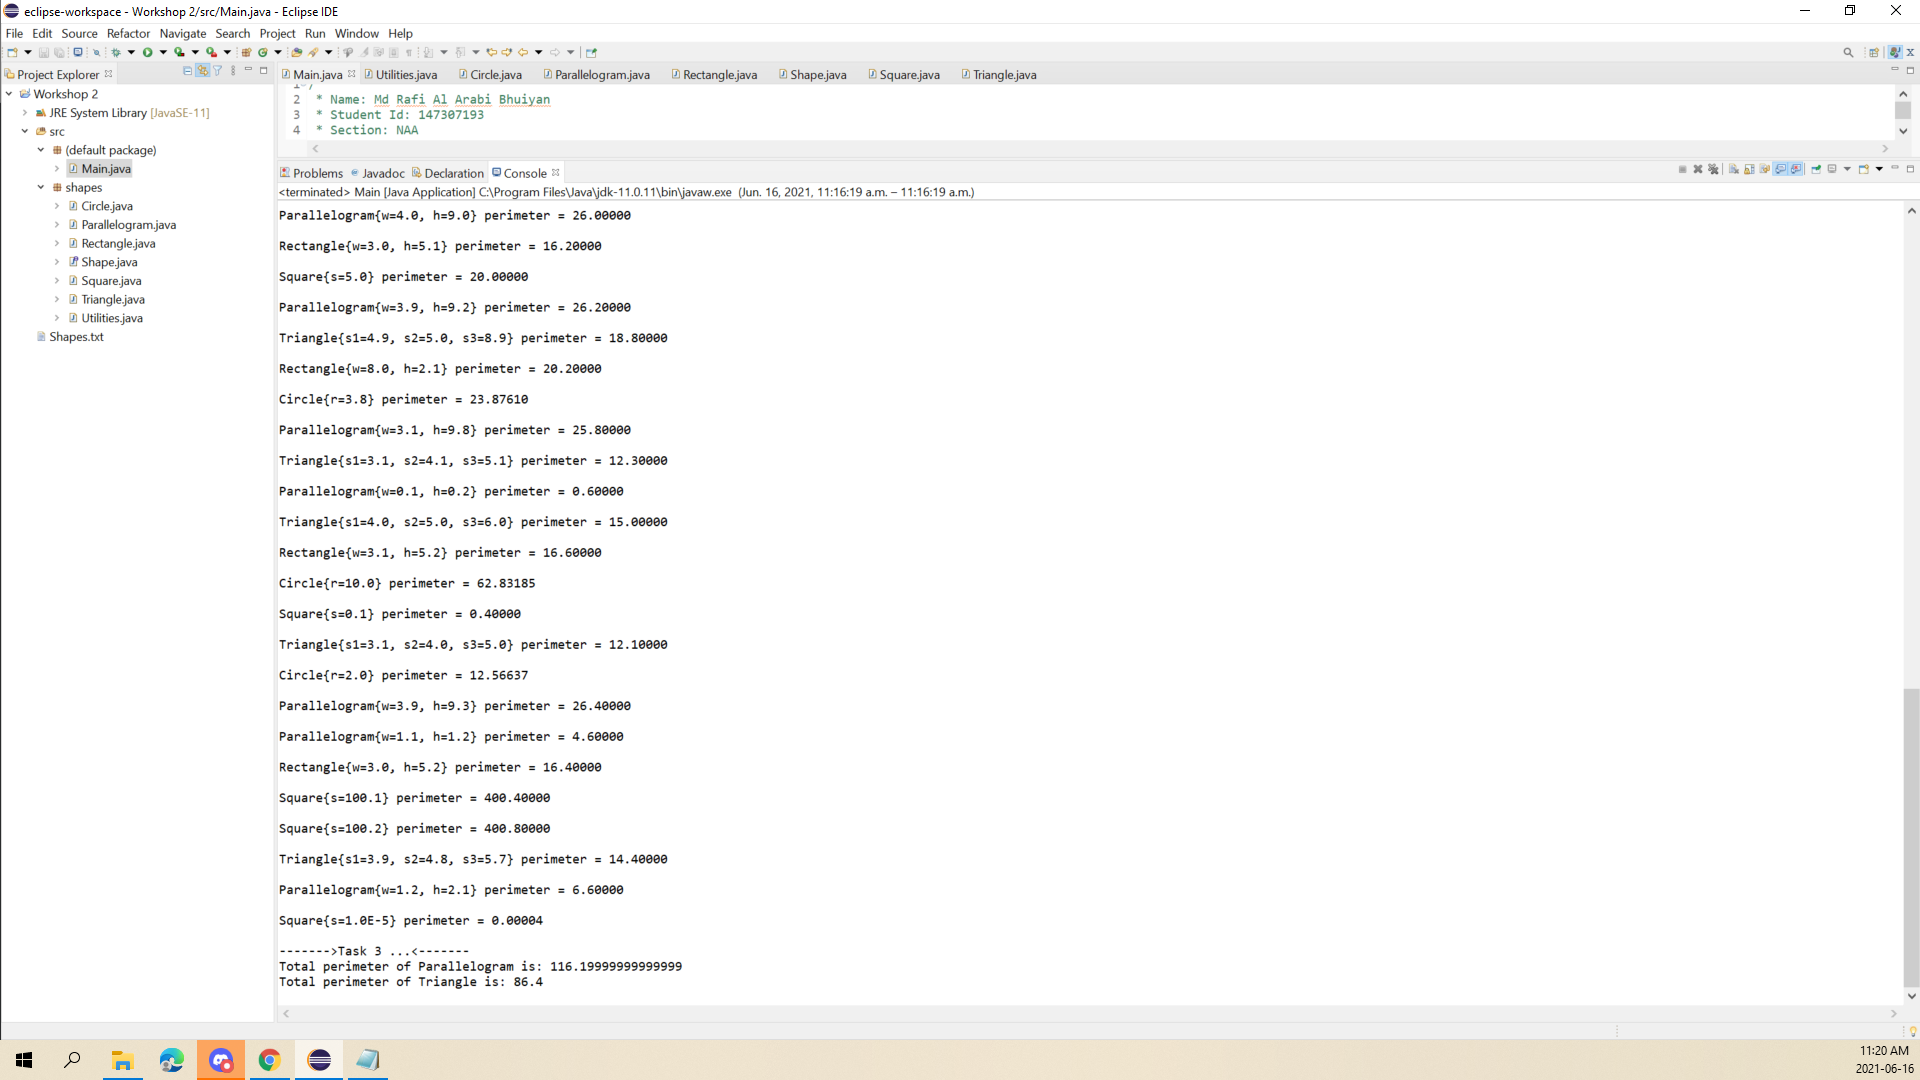 eclipse-workspace - Workshop 2/src/Main.java - Eclipse IDE
File Edit Source Refactor Navigate Search Project Run Window Help
Project Explorer
Main.java Utilities.java Circle.java Parallelogram.java Rectangle.java Shape.java Square.java Triangle.java
Workshop 2
JRE System Library [JavaSE-11]
src
(default package)
Main.java
shapes
Circle.java
Parallelogram.java
Rectangle.java
Shape.java
Square.java
Triangle.java
Utilities.java
Shapes.txt
2 * Name: Md Rafi Al Arabi Bhuiyan
3 * Student Id: 147307193
4 * Section: NAA
Problems Javadoc Declaration Console
<terminated> Main [Java Application] C:\Program Files\Java\jdk-11.0.11\bin\javaw.exe (Jun. 16, 2021, 11:16:19 a.m. – 11:16:19 a.m.)
Parallelogram{w=4.0, h=9.0} perimeter = 26.00000
Rectangle{w=3.0, h=5.1} perimeter = 16.20000
Square{s=5.0} perimeter = 20.00000
Parallelogram{w=3.9, h=9.2} perimeter = 26.20000
Triangle{s1=4.9, s2=5.0, s3=8.9} perimeter = 18.80000
Rectangle{w=8.0, h=2.1} perimeter = 20.20000
Circle{r=3.8} perimeter = 23.87610
Parallelogram{w=3.1, h=9.8} perimeter = 25.80000
Triangle{s1=3.1, s2=4.1, s3=5.1} perimeter = 12.30000
Parallelogram{w=0.1, h=0.2} perimeter = 0.60000
Triangle{s1=4.0, s2=5.0, s3=6.0} perimeter = 15.00000
Rectangle{w=3.1, h=5.2} perimeter = 16.60000
Circle{r=10.0} perimeter = 62.83185
Square{s=0.1} perimeter = 0.40000
Triangle{s1=3.1, s2=4.0, s3=5.0} perimeter = 12.10000
Circle{r=2.0} perimeter = 12.56637
Parallelogram{w=3.9, h=9.3} perimeter = 26.40000
Parallelogram{w=1.1, h=1.2} perimeter = 4.60000
Rectangle{w=3.0, h=5.2} perimeter = 16.40000
Square{s=100.1} perimeter = 400.40000
Square{s=100.2} perimeter = 400.80000
Triangle{s1=3.9, s2=4.8, s3=5.7} perimeter = 14.40000
Parallelogram{w=1.2, h=2.1} perimeter = 6.60000
Square{s=1.0E-5} perimeter = 0.00004
------->Task 3 ...<-------
Total perimeter of Parallelogram is: 116.19999999999999
Total perimeter of Triangle is: 86.4
11:20 AM
2021-06-16